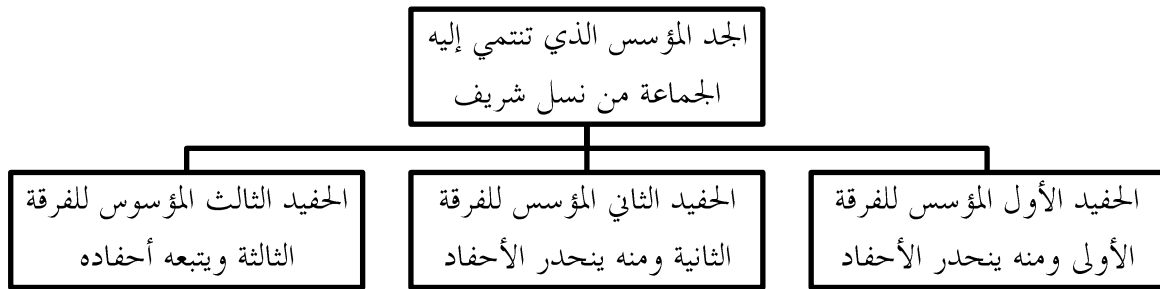 الجد المؤسس الذي تنتمي إليه
الجماعة من نسل شريف
الحفيد الأول المؤسس للفرقة
الأولى ومنه ينحدر الأحفاد
الحفيد الثاني المؤسس للفرقة
الثانية ومنه ينحدر الأحفاد
الحفيد الثالث المؤسوس للفرقة
الثالثة ويتبعه أحفاده